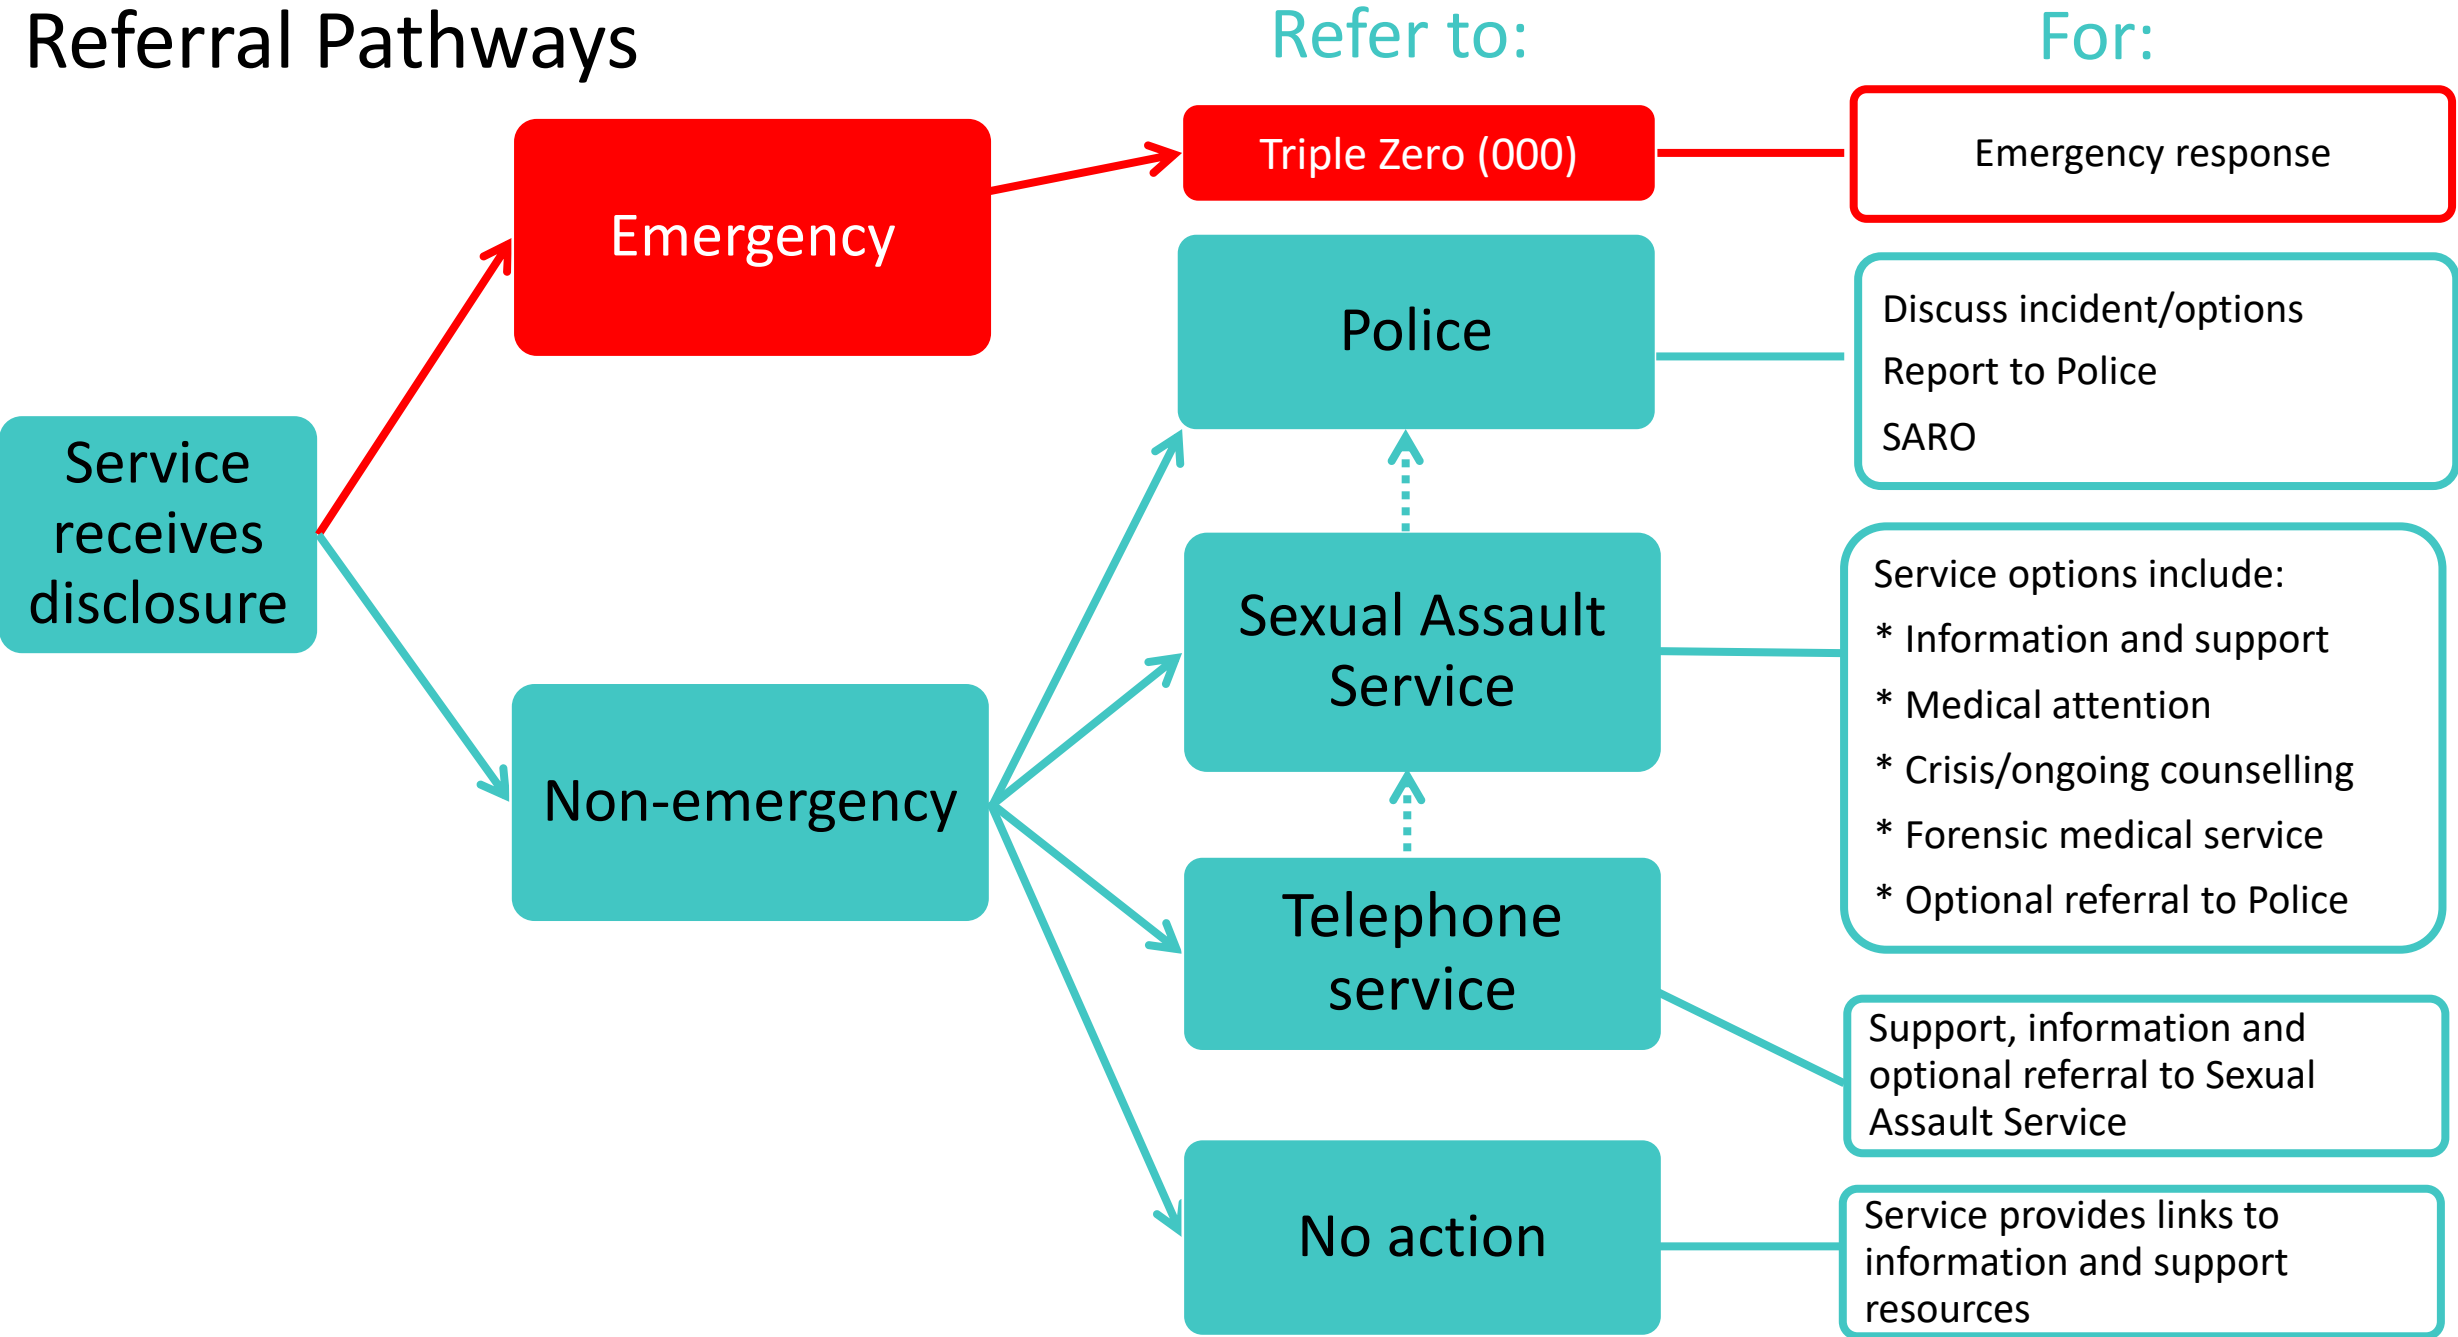 Referral Pathways
Refer to:
For:
Service
receives
disclosure
Emergency
Non-emergency
Triple Zero (000)
Emergency response
Police
Discuss incident/options
Report to Police
SARO
Sexual Assault
Service
Service options include:
* Information and support
* Medical attention
* Crisis/ongoing counselling
* Forensic medical service
* Optional referral to Police
Telephone
service
Support, information and
optional referral to Sexual
Assault Service
No action
Service provides links to
information and support
resources